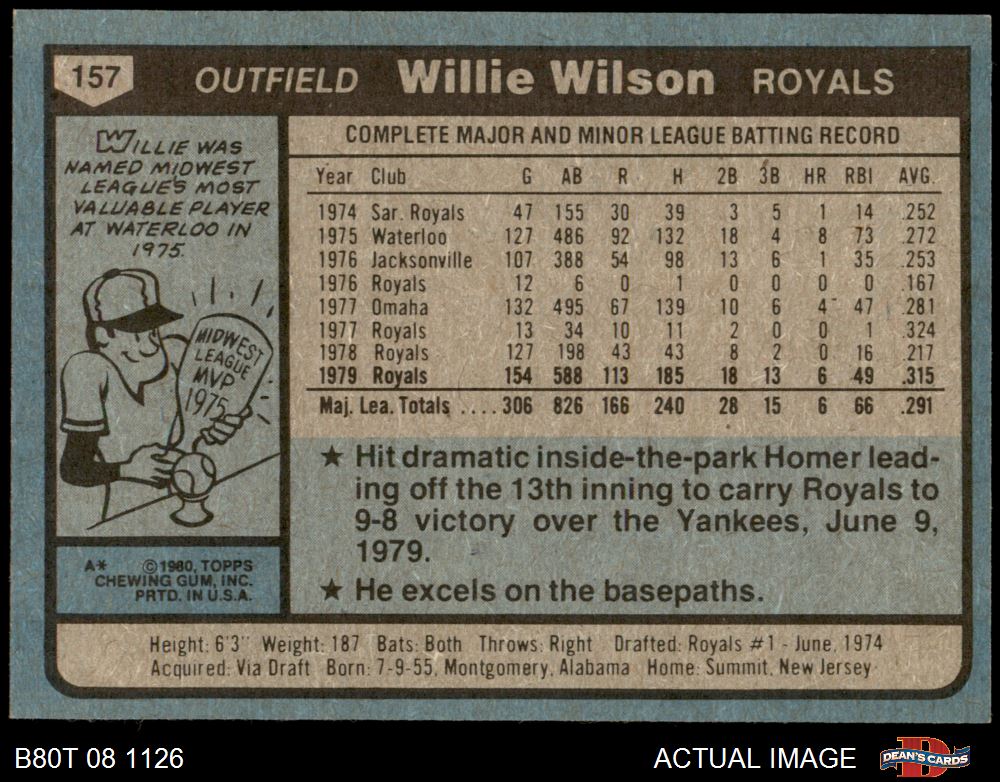 157 OUTFIELD Willie Wilson ROYALS
WILLIE WAS
NAMED MIDWEST
LEAGUE'S MOST
VALUABLE PLAYER
AT WATERLOO IN
1975.
MIDWEST
LEAGUE
MVP
1975
A* © 1980, TOPPS
CHEWING GUM, INC.
PRTD. IN U.S.A.
COMPLETE MAJOR AND MINOR LEAGUE BATTING RECORD
Year Club G AB R H 2B 3B HR RBI AVG.
1974 Sar. Royals 47 155 30 39 3 5 1 14 .252
1975 Waterloo 127 486 92 132 18 4 8 73 .272
1976 Jacksonville 107 388 54 98 13 6 1 35 .253
1976 Royals 12 6 0 1 0 0 0 0 .167
1977 Omaha 132 495 67 139 10 6 4 47 .281
1977 Royals 13 34 10 11 2 0 0 1 .324
1978 Royals 127 198 43 43 8 2 0 16 .217
1979 Royals 154 588 113 185 18 13 6 49 .315
Maj. Lea. Totals ....306 826 166 240 28 15 6 66 .291
★ Hit dramatic inside-the-park Homer lead-
ing off the 13th inning to carry Royals to
9-8 victory over the Yankees, June 9,
1979.
★ He excels on the basepaths.
Height: 6'3" Weight: 187 Bats: Both Throws: Right Drafted: Royals #1 - June, 1974
Acquired: Via Draft Born: 7-9-55, Montgomery, Alabama Home: Summit, New Jersey
B80T 08 1126 ACTUAL IMAGE DEAN'S CARDS